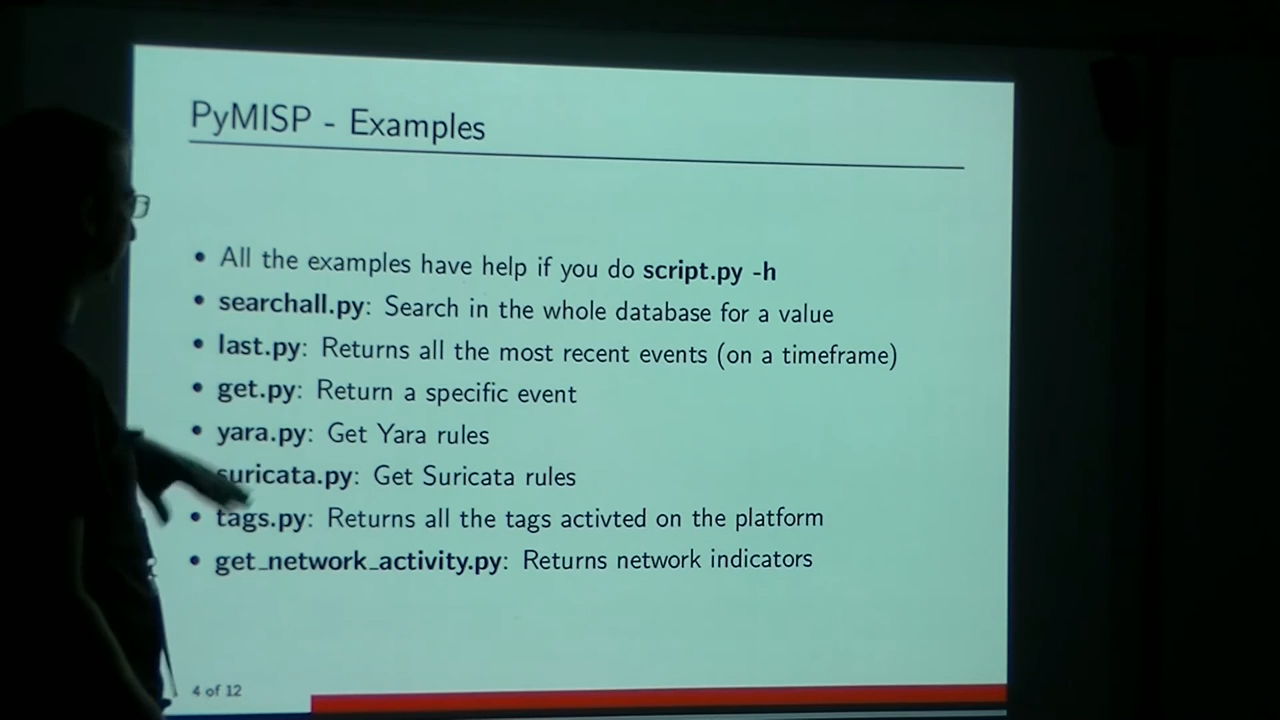 PyMISP - Examples
• All the examples have help if you do script.py -h
• searchall.py: Search in the whole database for a value
• last.py: Returns all the most recent events (on a timeframe)
• get.py: Return a specific event
• yara.py: Get Yara rules
suricata.py: Get Suricata rules
• tags.py: Returns all the tags activted on the platform
• get_network_activity.py: Returns network indicators
4 of 12